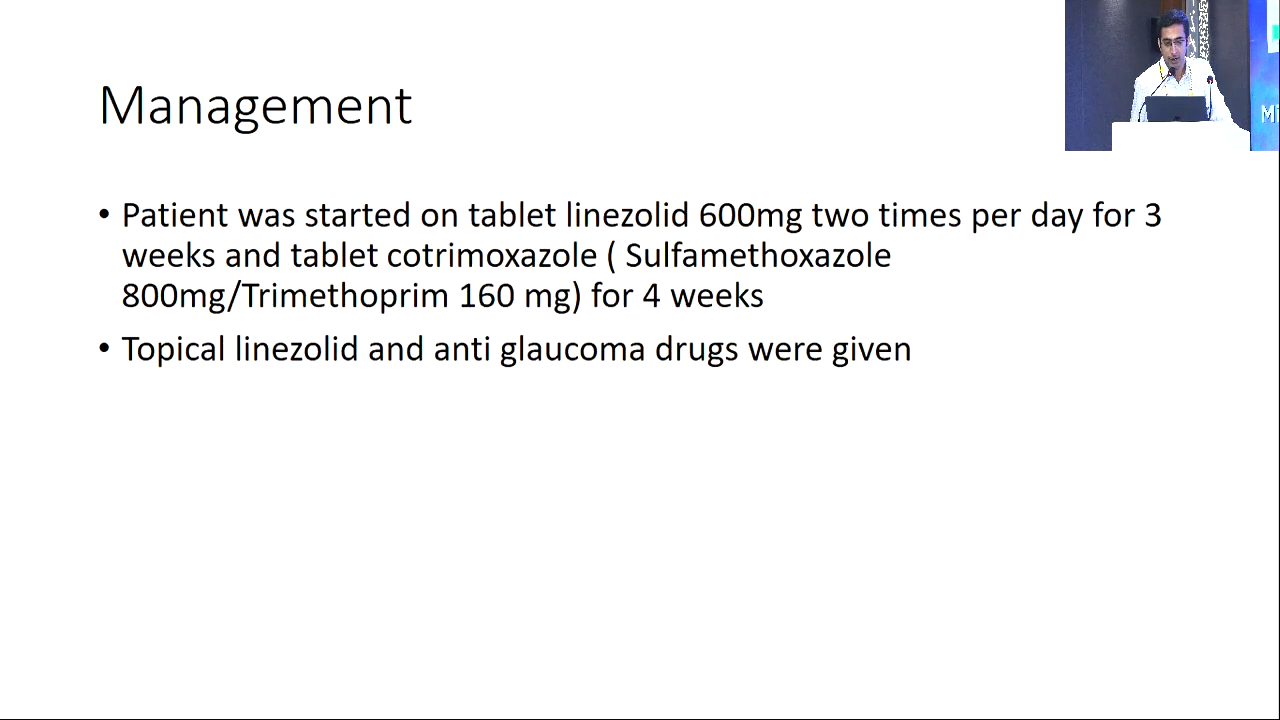 Management
• Patient was started on tablet linezolid 600mg two times per day for 3
weeks and tablet cotrimoxazole ( Sulfamethoxazole
800mg/Trimethoprim 160 mg) for 4 weeks
• Topical linezolid and anti glaucoma drugs were given
Mi